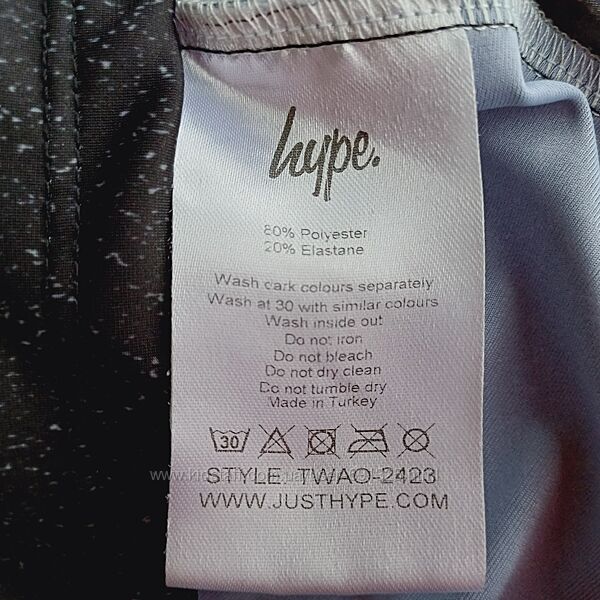 hype.
80% Polyester
20% Elastane
Wash dark colours separately
Wash at 30 with similar colours
Wash inside out
Do not iron
Do not bleach
Do not dry clean
Do not tumble dry
Made in Turkey
30
STYLE TWAO-2423
WWW.JUSTHYPE.COM